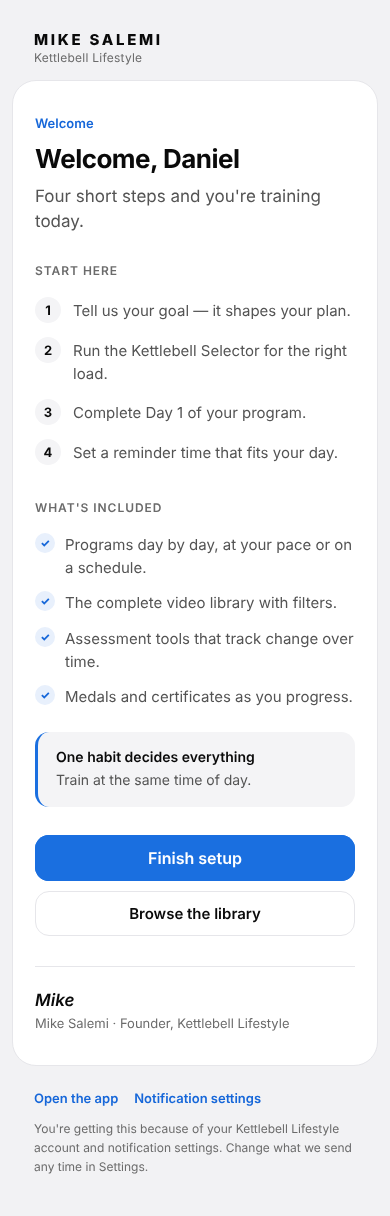 MIKE SALEMI
Kettlebell Lifestyle
Welcome
Welcome, Daniel
Four short steps and you're training
today.
START HERE
1 Tell us your goal — it shapes your plan.
2 Run the Kettlebell Selector for the right
load.
3 Complete Day 1 of your program.
4 Set a reminder time that fits your day.
WHAT'S INCLUDED
Programs day by day, at your pace or on
a schedule.
The complete video library with filters.
Assessment tools that track change over
time.
Medals and certificates as you progress.
One habit decides everything
Train at the same time of day.
Finish setup
Browse the library
Mike
Mike Salemi · Founder, Kettlebell Lifestyle
Open the app Notification settings
You're getting this because of your Kettlebell Lifestyle
account and notification settings. Change what we send
any time in Settings.